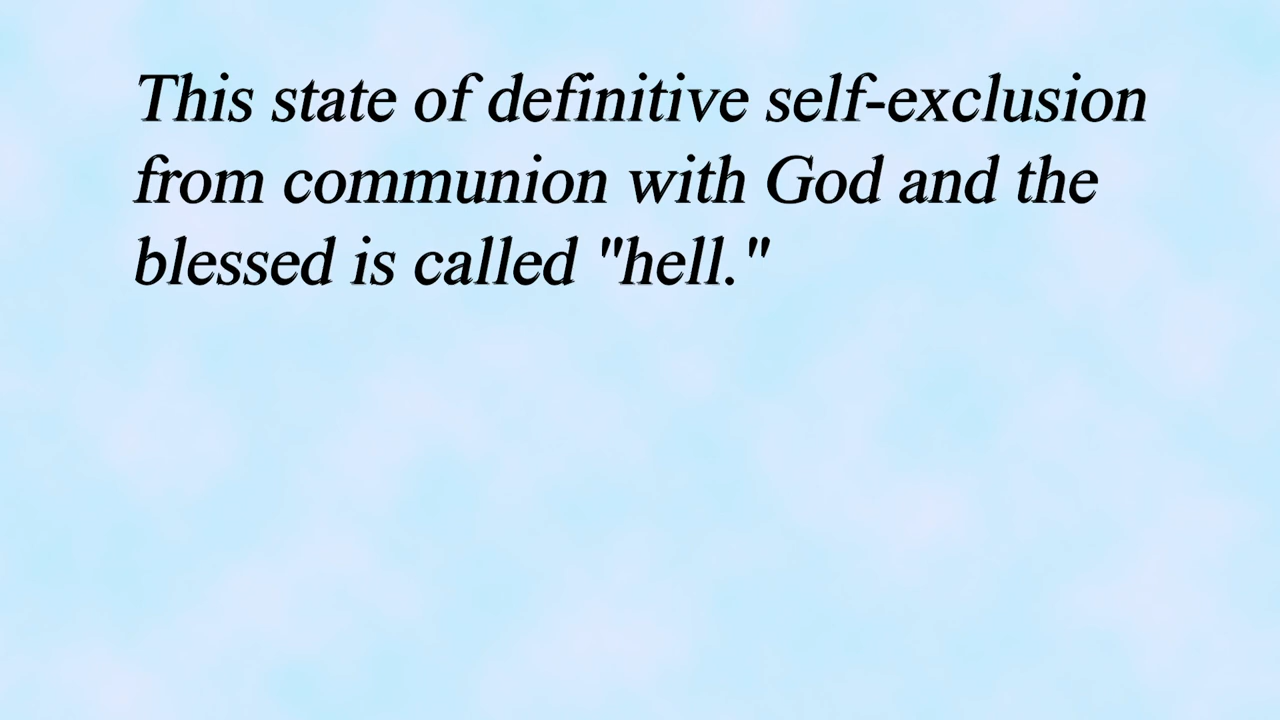 This state of definitive self-exclusion
from communion with God and the
blessed is called "hell."